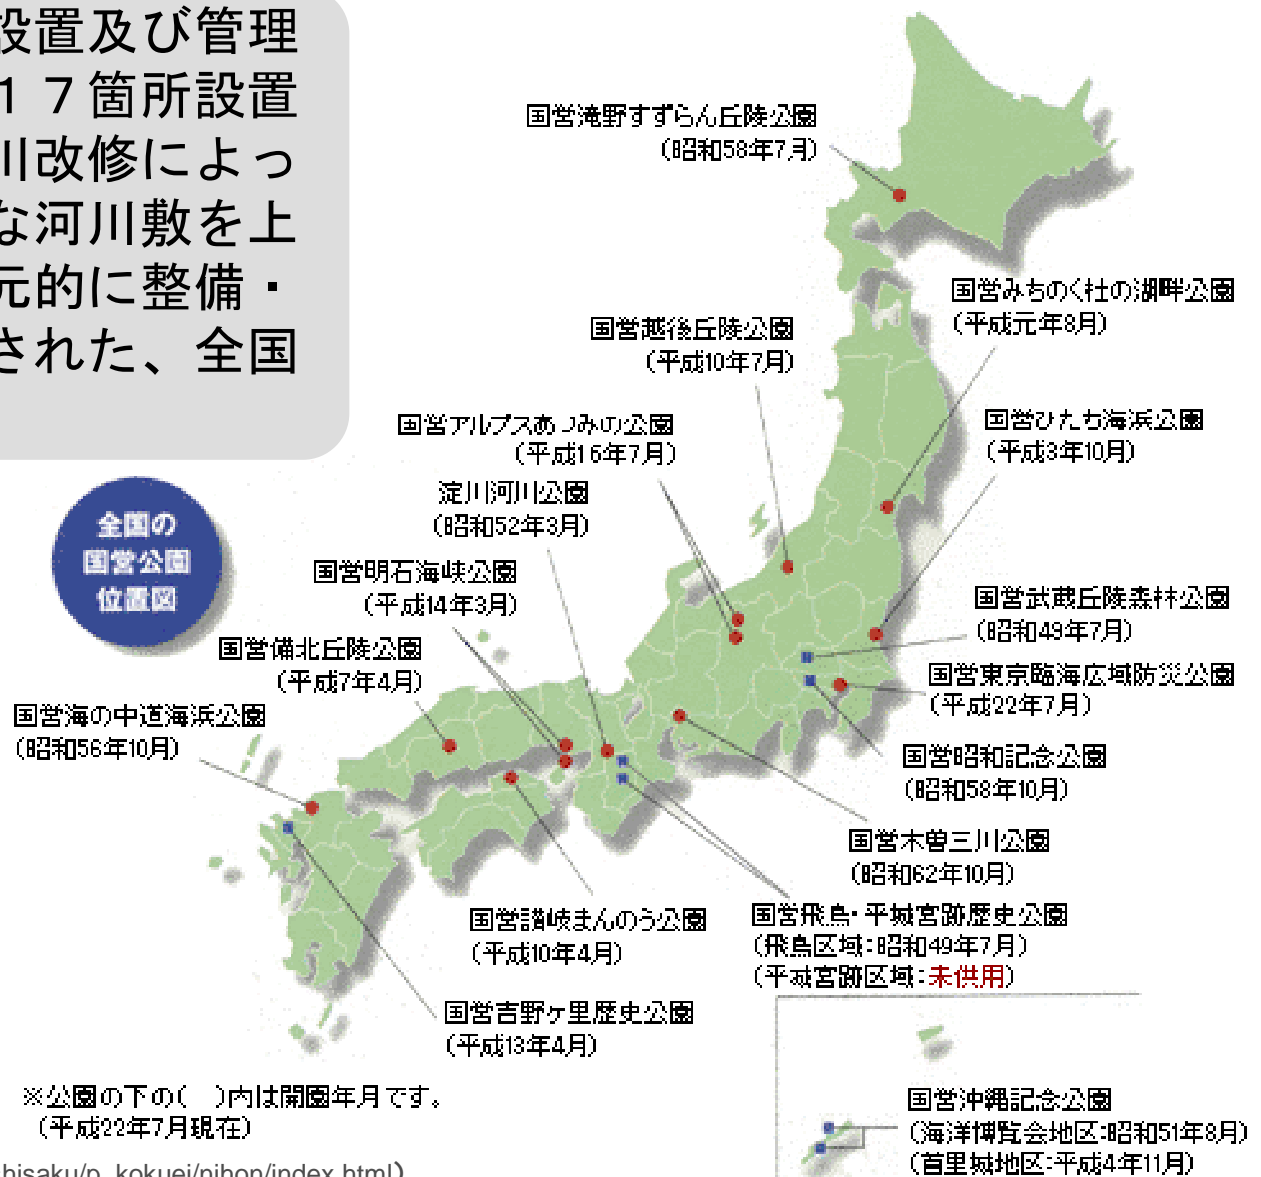 設置及び管理
１７箇所設置
川改修によっ
な河川敷を上
元的に整備・
された、全国
全国の
国営公園
位置図
国営滝野すずらん丘陵公園
(昭和58年7月)
国営みちのく杜の湖畔公園
(平成元年8月)
国営越後丘陵公園
(平成10年7月)
国営ひたち海浜公園
(平成3年10月)
国営アルプスあづみの公園
(平成16年7月)
淀川河川公園
(昭和52年3月)
国営明石海峡公園
(平成14年3月)
国営武蔵丘陵森林公園
(昭和49年7月)
国営備北丘陵公園
(平成7年4月)
国営東京臨海広域防災公園
(平成22年7月)
国営海の中道海浜公園
(昭和56年10月)
国営昭和記念公園
(昭和58年10月)
国営木曽三川公園
(昭和62年10月)
国営讃岐まんのう公園
(平成10年4月)
国営飛鳥・平城宮跡歴史公園
(飛鳥区域:昭和49年7月)
(平城宮跡区域:未供用)
国営吉野ヶ里歴史公園
(平成13年4月)
※公園の下の(　)内は開園年月です。
(平成22年7月現在)
国営沖縄記念公園
(海洋博覧会地区:昭和51年8月)
(首里城地区:平成4年11月)
hisaku/p_kokuei/nihon/index.html)